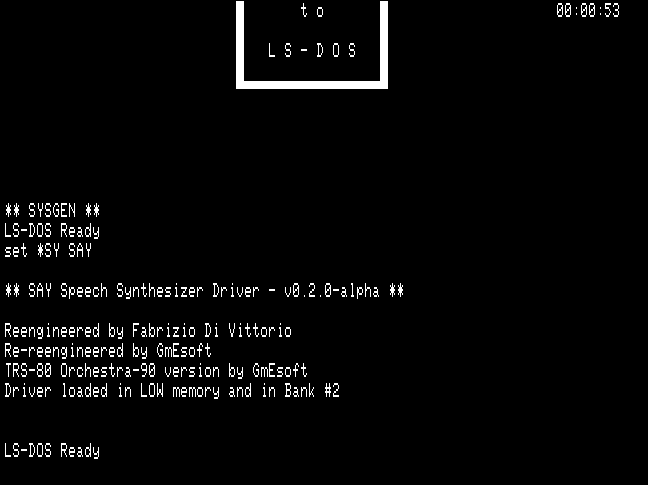 t o
00:00:53
L S - D O S
** SYSGEN **
LS-DOS Ready
set *SY SAY
** SAY Speech Synthesizer Driver - v0.2.0-alpha **
Reengineered by Fabrizio Di Vittorio
Re-reengineered by GmEsoft
TRS-80 Orchestra-90 version by GmEsoft
Driver loaded in LOW memory and in Bank #2
LS-DOS Ready